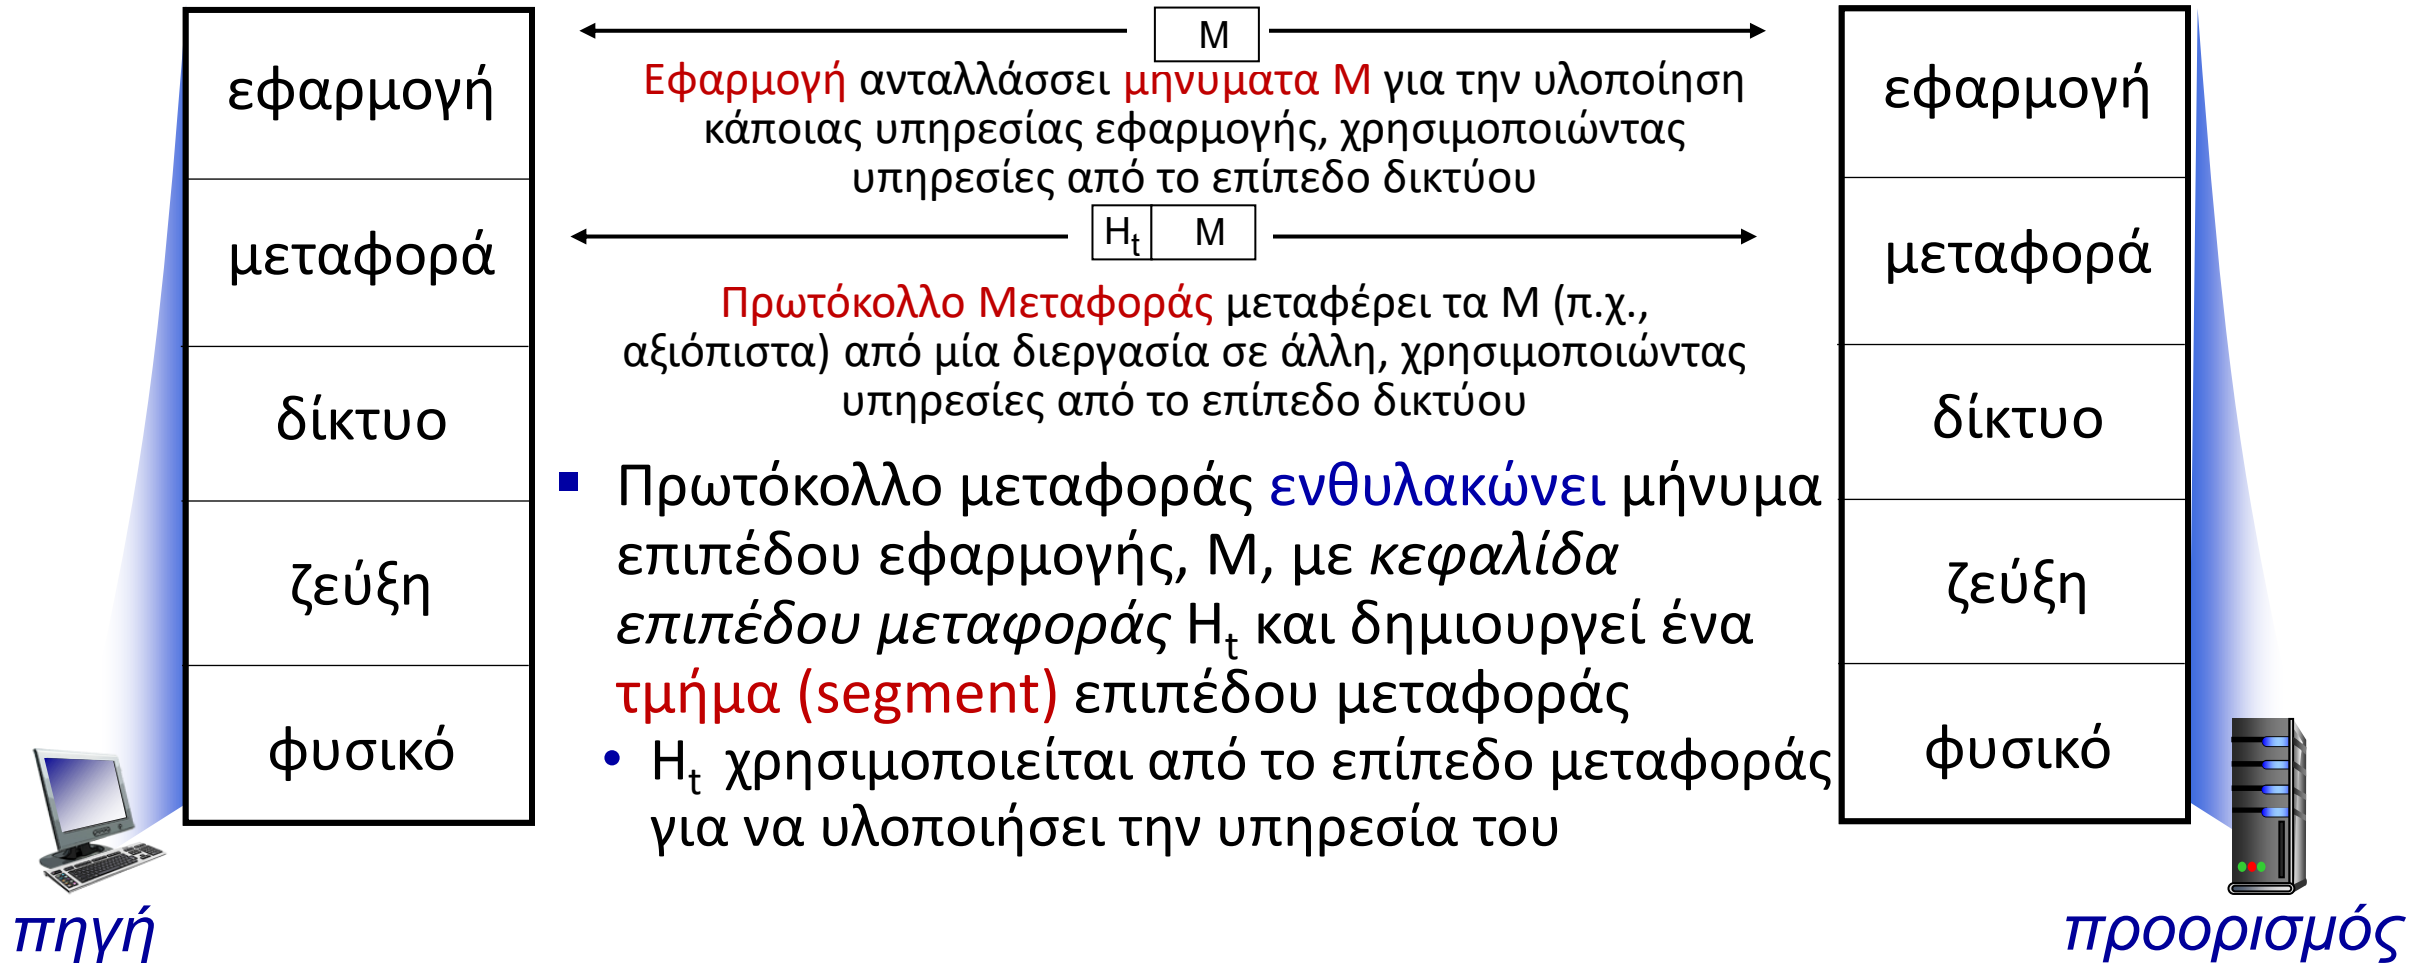 εφαρμογή
μεταφορά
δίκτυο
ζεύξη
φυσικό
πηγή
M
Εφαρμογή ανταλλάσσει μηνύματα M για την υλοποίηση
κάποιας υπηρεσίας εφαρμογής, χρησιμοποιώντας
υπηρεσίες από το επίπεδο δικτύου
Ht M
Πρωτόκολλο Μεταφοράς μεταφέρει τα M (π.χ.,
αξιόπιστα) από μία διεργασία σε άλλη, χρησιμοποιώντας
υπηρεσίες από το επίπεδο δικτύου
▪ Πρωτόκολλο μεταφοράς ενθυλακώνει μήνυμα
επιπέδου εφαρμογής, M, με κεφαλίδα
επιπέδου μεταφοράς Ht και δημιουργεί ένα
τμήμα (segment) επιπέδου μεταφοράς
• Ht χρησιμοποιείται από το επίπεδο μεταφοράς
για να υλοποιήσει την υπηρεσία του
εφαρμογή
μεταφορά
δίκτυο
ζεύξη
φυσικό
προορισμός